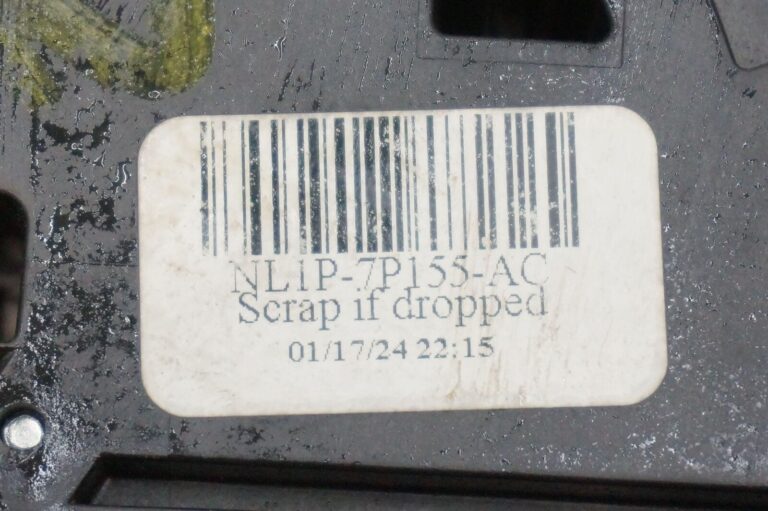 NL1P-7P155-AC
Scrap if dropped
01/17/24 22:15